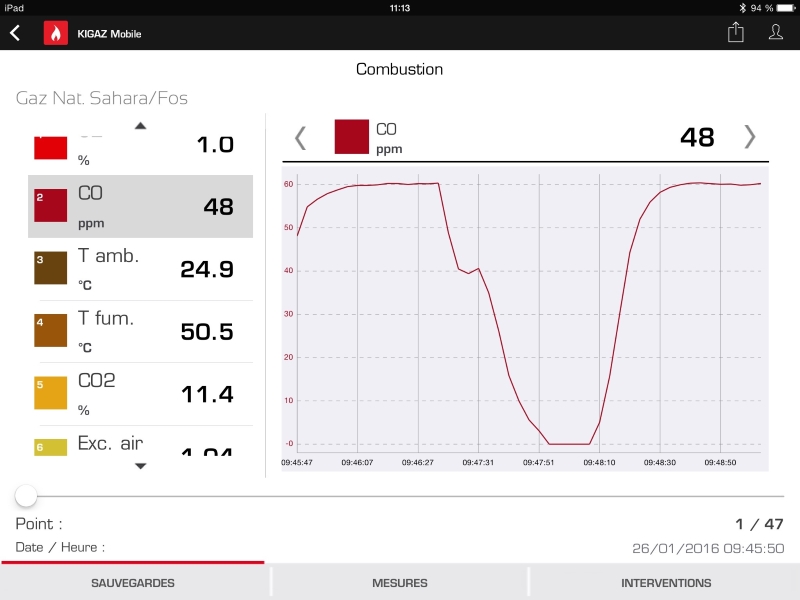 iPad 11:13 94 %
KIGAZ Mobile
Combustion
Gaz Nat. Sahara/Fos
1.0
%
2 CO 48
ppm
3 T amb. 24.9
°C
4 T fum. 50.5
°C
5 CO2 11.4
%
6 Exc. air
CO 48
ppm
60
50
40
30
20
10
-0
09:45:47 09:46:07 09:46:27 09:47:31 09:47:51 09:48:10 09:48:30 09:48:50
Point : 1 / 47
Date / Heure : 26/01/2016 09:45:50
SAUVEGARDES MESURES INTERVENTIONS